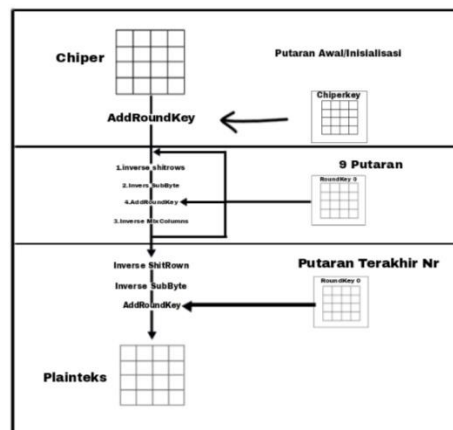 Chiper
Putaran Awal/Inisialisasi
Chiperkey
AddRoundKey
9 Putaran
1.inverse shitrows
2.Invers SubByte
RoundKey 0
4.AddRoundKey
3.Inverse MixColumns
Inverse ShitRown
Putaran Terakhir Nr
Inverse SubByte
RoundKey 0
AddRoundKey
Plainteks